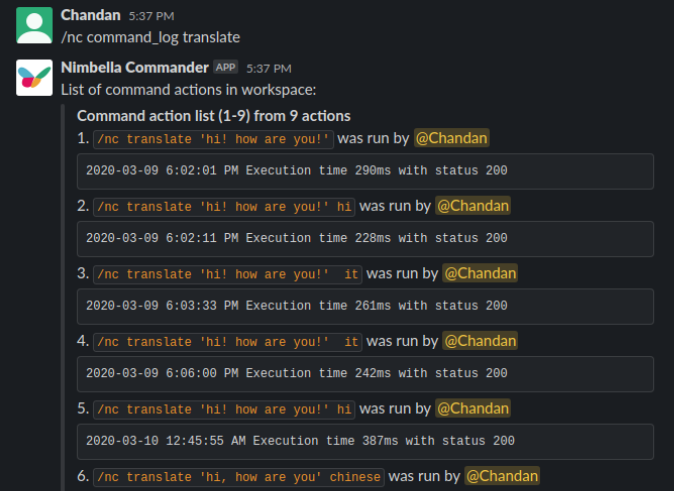 Chandan 5:37 PM
/nc command_log translate
Nimbella Commander APP 5:37 PM
List of command actions in workspace:
Command action list (1-9) from 9 actions
1. /nc translate 'hi! how are you!' was run by @Chandan
2020-03-09 6:02:01 PM Execution time 290ms with status 200
2. /nc translate 'hi! how are you!' hi was run by @Chandan
2020-03-09 6:02:11 PM Execution time 228ms with status 200
3. /nc translate 'hi! how are you!'  it was run by @Chandan
2020-03-09 6:03:33 PM Execution time 261ms with status 200
4. /nc translate 'hi! how are you!'  it was run by @Chandan
2020-03-09 6:06:00 PM Execution time 242ms with status 200
5. /nc translate 'hi! how are you!' hi was run by @Chandan
2020-03-10 12:45:55 AM Execution time 387ms with status 200
6. /nc translate 'hi, how are you' chinese was run by @Chandan